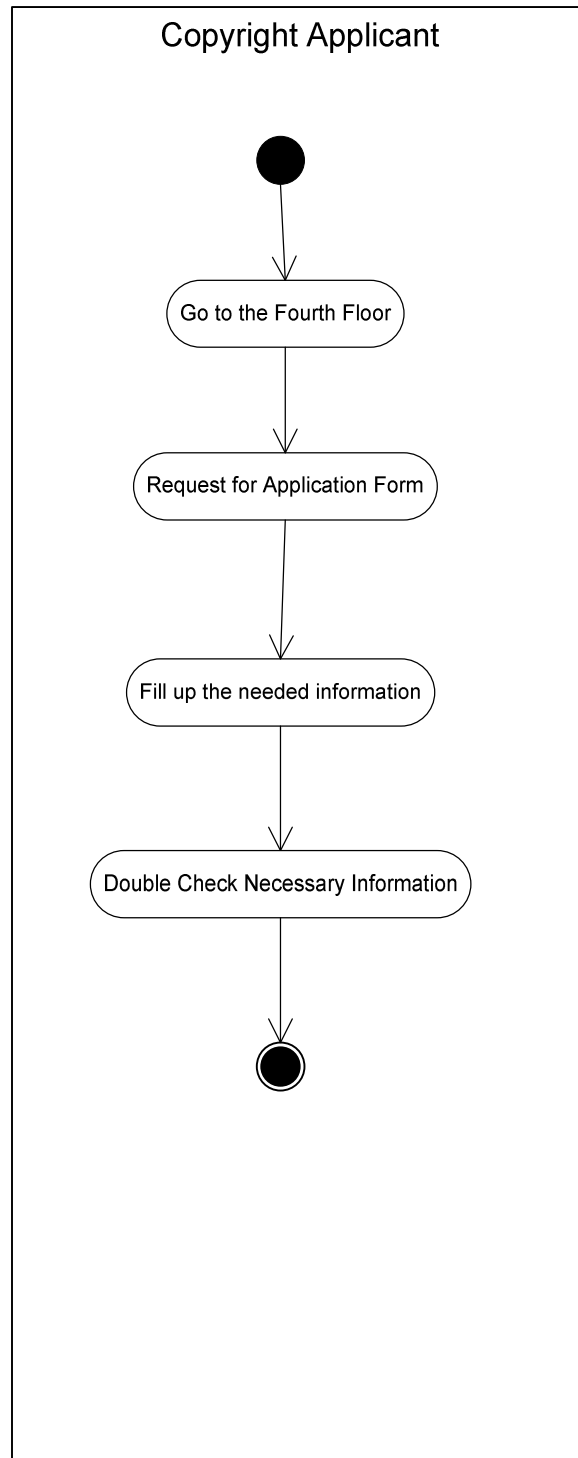 Copyright Applicant
Go to the Fourth Floor
Request for Application Form
Fill up the needed information
Double Check Necessary Information